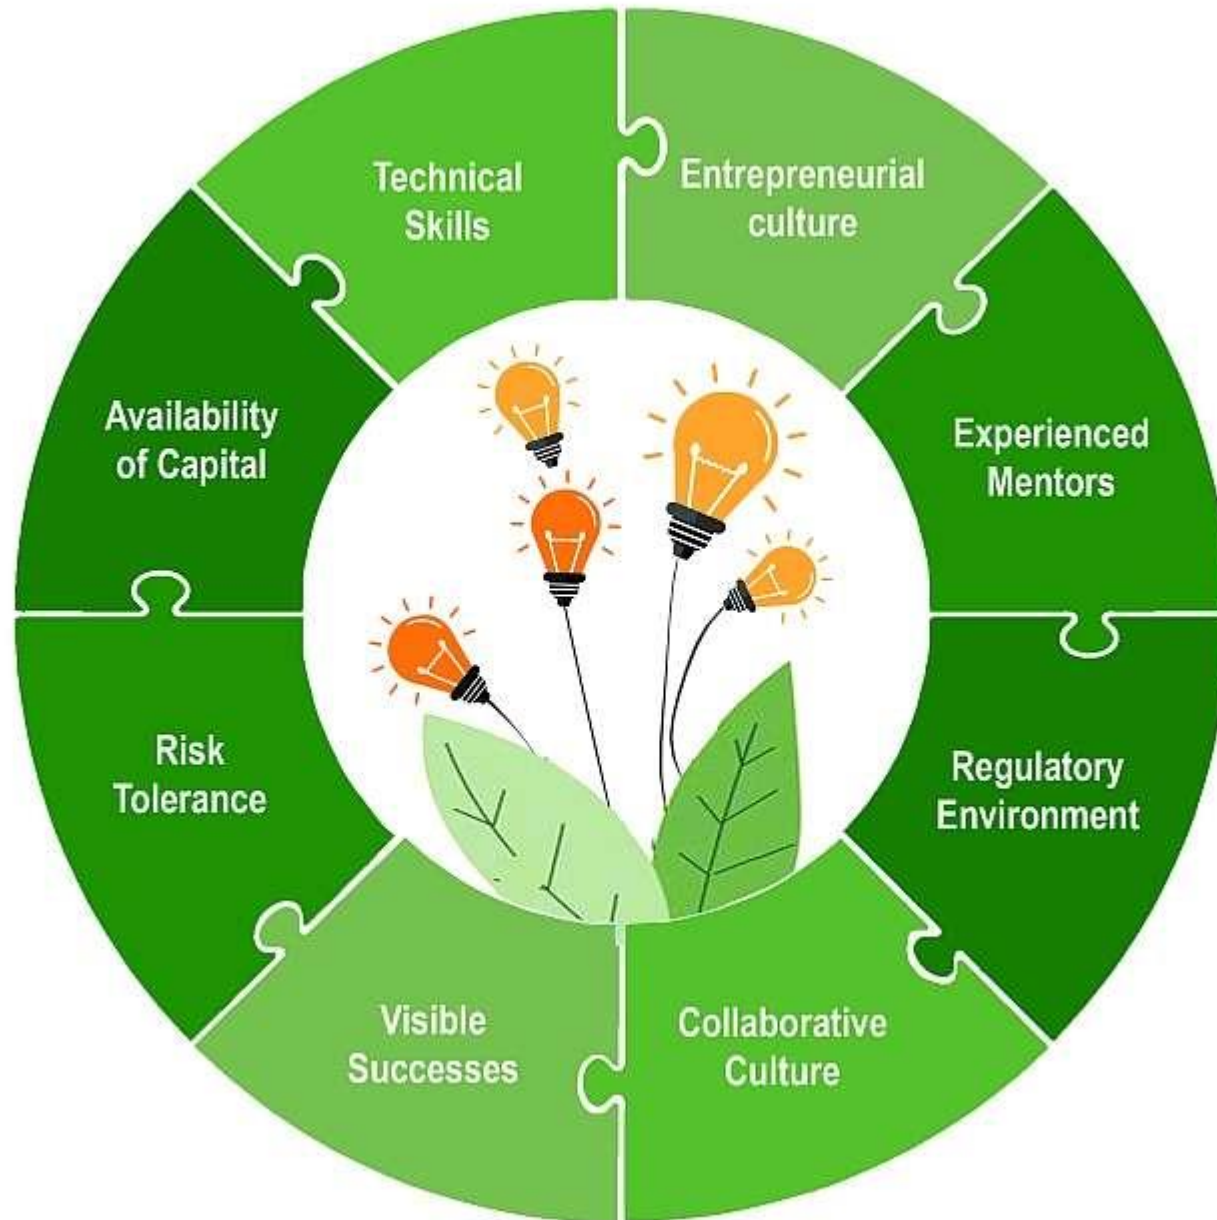 Technical
Skills
Entrepreneurial
culture
Availability
of Capital
Experienced
Mentors
Risk
Tolerance
Regulatory
Environment
Visible
Successes
Collaborative
Culture